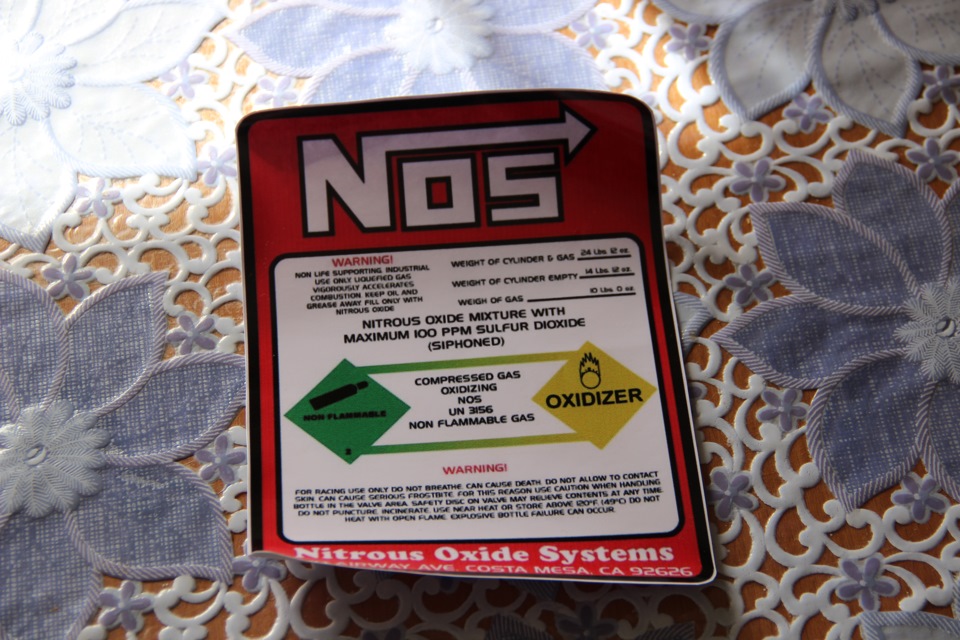 NOS
WARNING!
NON LIFE SUPPORTING. INDUSTRIAL
USE ONLY LIQUEFIED GAS
VIGOROUSLY ACCELERATES
COMBUSTION. KEEP OIL AND
GREASE AWAY. FILL ONLY WITH
NITROUS OXIDE
WEIGHT OF CYLINDER & GAS 24 Lbs. 12 oz.
WEIGHT OF CYLINDER EMPTY 14 Lbs. 12 oz.
WEIGH OF GAS 10 Lbs. 0 oz.
NITROUS OXIDE MIXTURE WITH
MAXIMUM 100 PPM SULFUR DIOXIDE
(SIPHONED)
NON FLAMMABLE
2
COMPRESSED GAS
OXIDIZING
NOS
UN 3156
NON FLAMMABLE GAS
OXIDIZER
WARNING!
FOR RACING USE ONLY DO NOT BREATHE. CAN CAUSE DEATH. DO NOT ALLOW TO CONTACT
SKIN. CAN CAUSE SERIOUS FROSTBITE. FOR THIS REASON USE CAUTION WHEN HANDLING
BOTTLE IN THE VALVE AREA. SAFETY DISC ON VALVE MAY RELIEVE CONTENTS AT ANY TIME.
DO NOT PUNCTURE, INCINERATE, USE NEAR HEAT OR STORE ABOVE 120°F. (49°C) DO NOT
HEAT WITH OPEN FLAME. EXPLOSIVE BOTTLE FAILURE CAN OCCUR.
Nitrous Oxide Systems
AIRWAY AVE. COSTA MESA, CA 92626